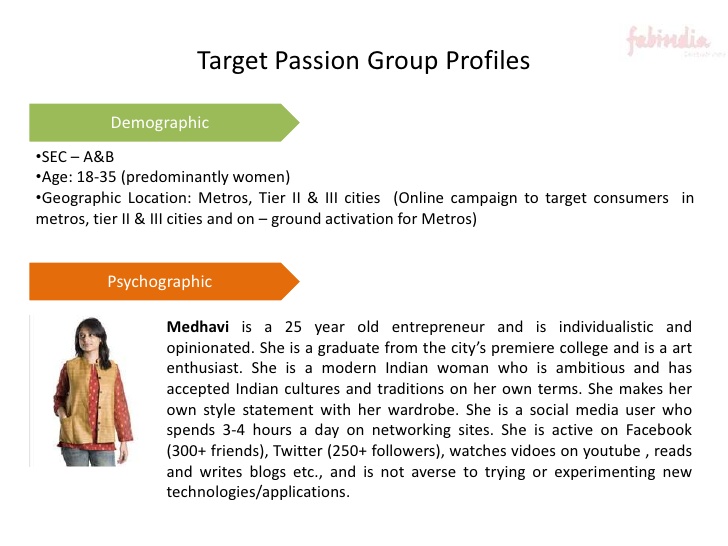 fabindia
Target Passion Group Profiles
Demographic
•SEC – A&B
•Age: 18-35 (predominantly women)
•Geographic Location: Metros, Tier II & III cities (Online campaign to target consumers in
metros, tier II & III cities and on – ground activation for Metros)
Psychographic
Medhavi is a 25 year old entrepreneur and is individualistic and
opinionated. She is a graduate from the city's premiere college and is a art
enthusiast. She is a modern Indian woman who is ambitious and has
accepted Indian cultures and traditions on her own terms. She makes her
own style statement with her wardrobe. She is a social media user who
spends 3-4 hours a day on networking sites. She is active on Facebook
(300+ friends), Twitter (250+ followers), watches vidoes on youtube , reads
and writes blogs etc., and is not averse to trying or experimenting new
technologies/applications.